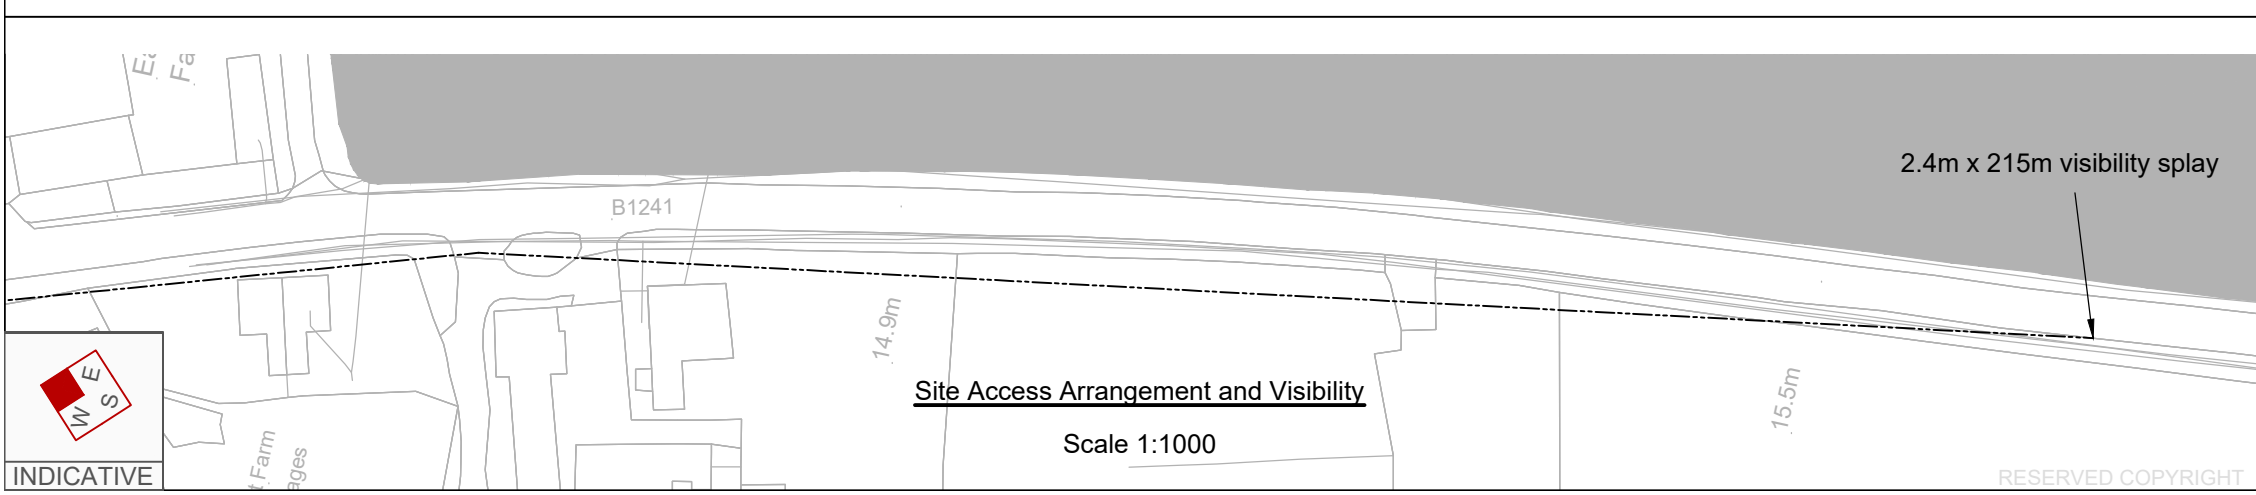 B1241
2.4m x 215m visibility splay
14.9m
Site Access Arrangement and Visibility
Scale 1:1000
15.5m
E
W S
INDICATIVE
Farm
RESERVED COPYRIGHT